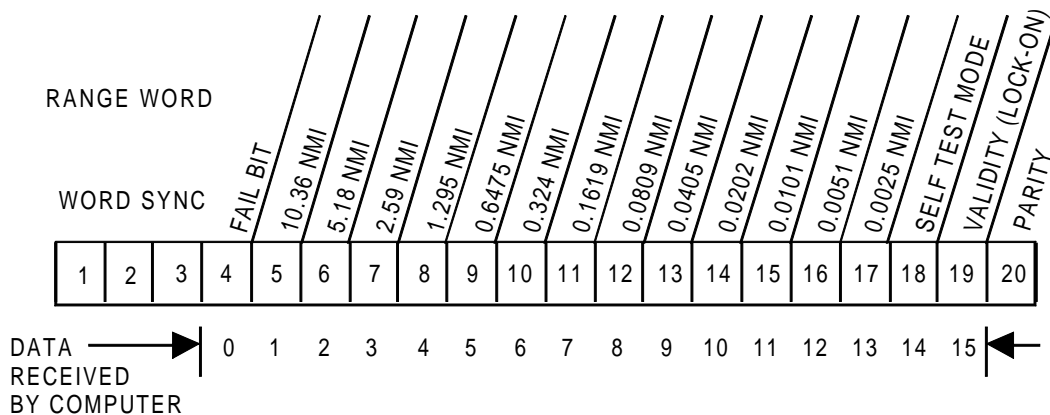 RANGE WORD
WORD SYNC
FAIL BIT
10.36 NMI
5.18 NMI
2.59 NMI
1.295 NMI
0.6475 NMI
0.324 NMI
0.1619 NMI
0.0809 NMI
0.0405 NMI
0.0202 NMI
0.0101 NMI
0.0051 NMI
0.0025 NMI
SELF TEST MODE
VALIDITY (LOCK-ON)
PARITY
1 2 3 4 5 6 7 8 9 10 11 12 13 14 15 16 17 18 19 20
DATA 0 1 2 3 4 5 6 7 8 9 10 11 12 13 14 15
RECEIVED
BY COMPUTER